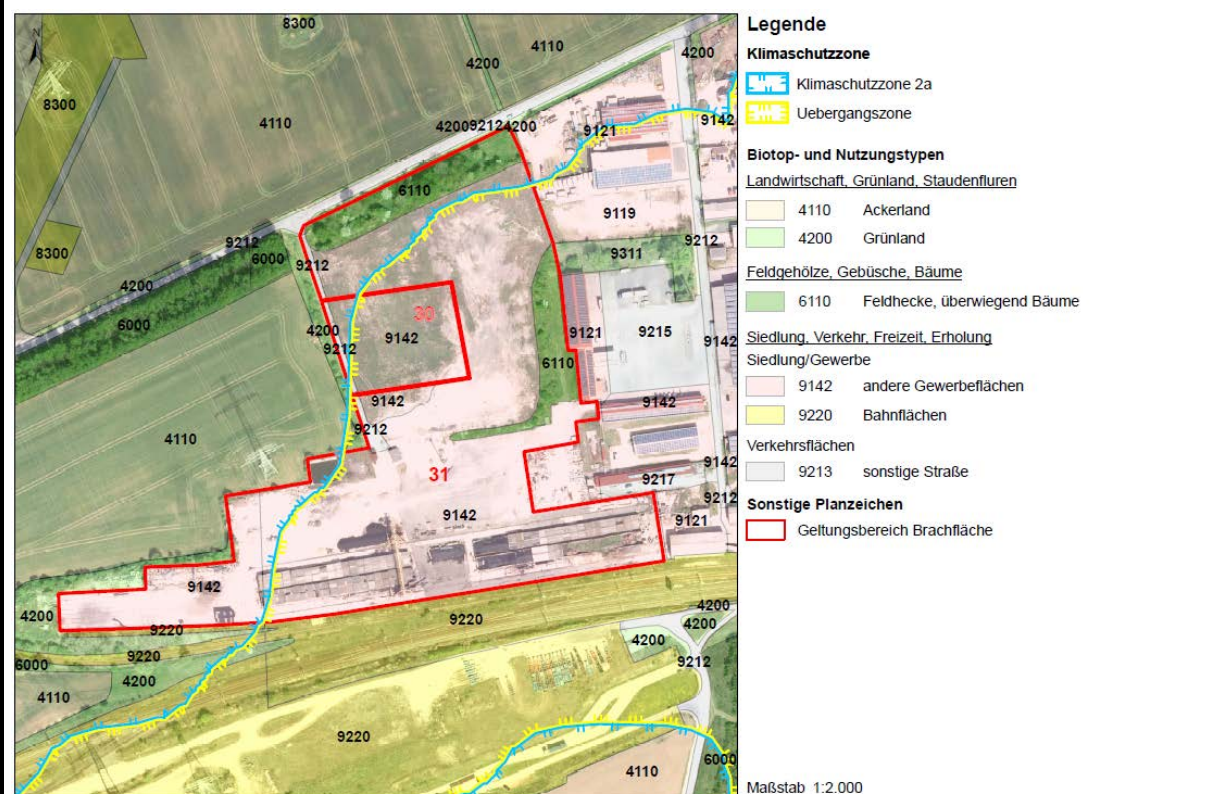 8300
4110
4200
4200
N
8300
4110
4200
9212
4200
9121
9142
6110
9119
8300
9212
6000
9212
9311
9212
4200
6000
4200
9212
30
9142
9121
9215
9142
6110
9142
9142
9212
4110
31
9142
9217
9142
9212
9121
9142
4200
9220
9220
4200
4200
4200
9220
9212
6000
4200
4110
9220
4110
6000
Legende
Klimaschutzzone
Klimaschutzzone 2a
Uebergangszone
Biotop- und Nutzungstypen
Landwirtschaft, Grünland, Staudenfluren
4110 Ackerland
4200 Grünland
Feldgehölze, Gebüsche, Bäume
6110 Feldhecke, überwiegend Bäume
Siedlung, Verkehr, Freizeit, Erholung
Siedlung/Gewerbe
9142 andere Gewerbeflächen
9220 Bahnflächen
Verkehrsflächen
9213 sonstige Straße
Sonstige Planzeichen
Geltungsbereich Brachfläche
Maßstab 1:2.000